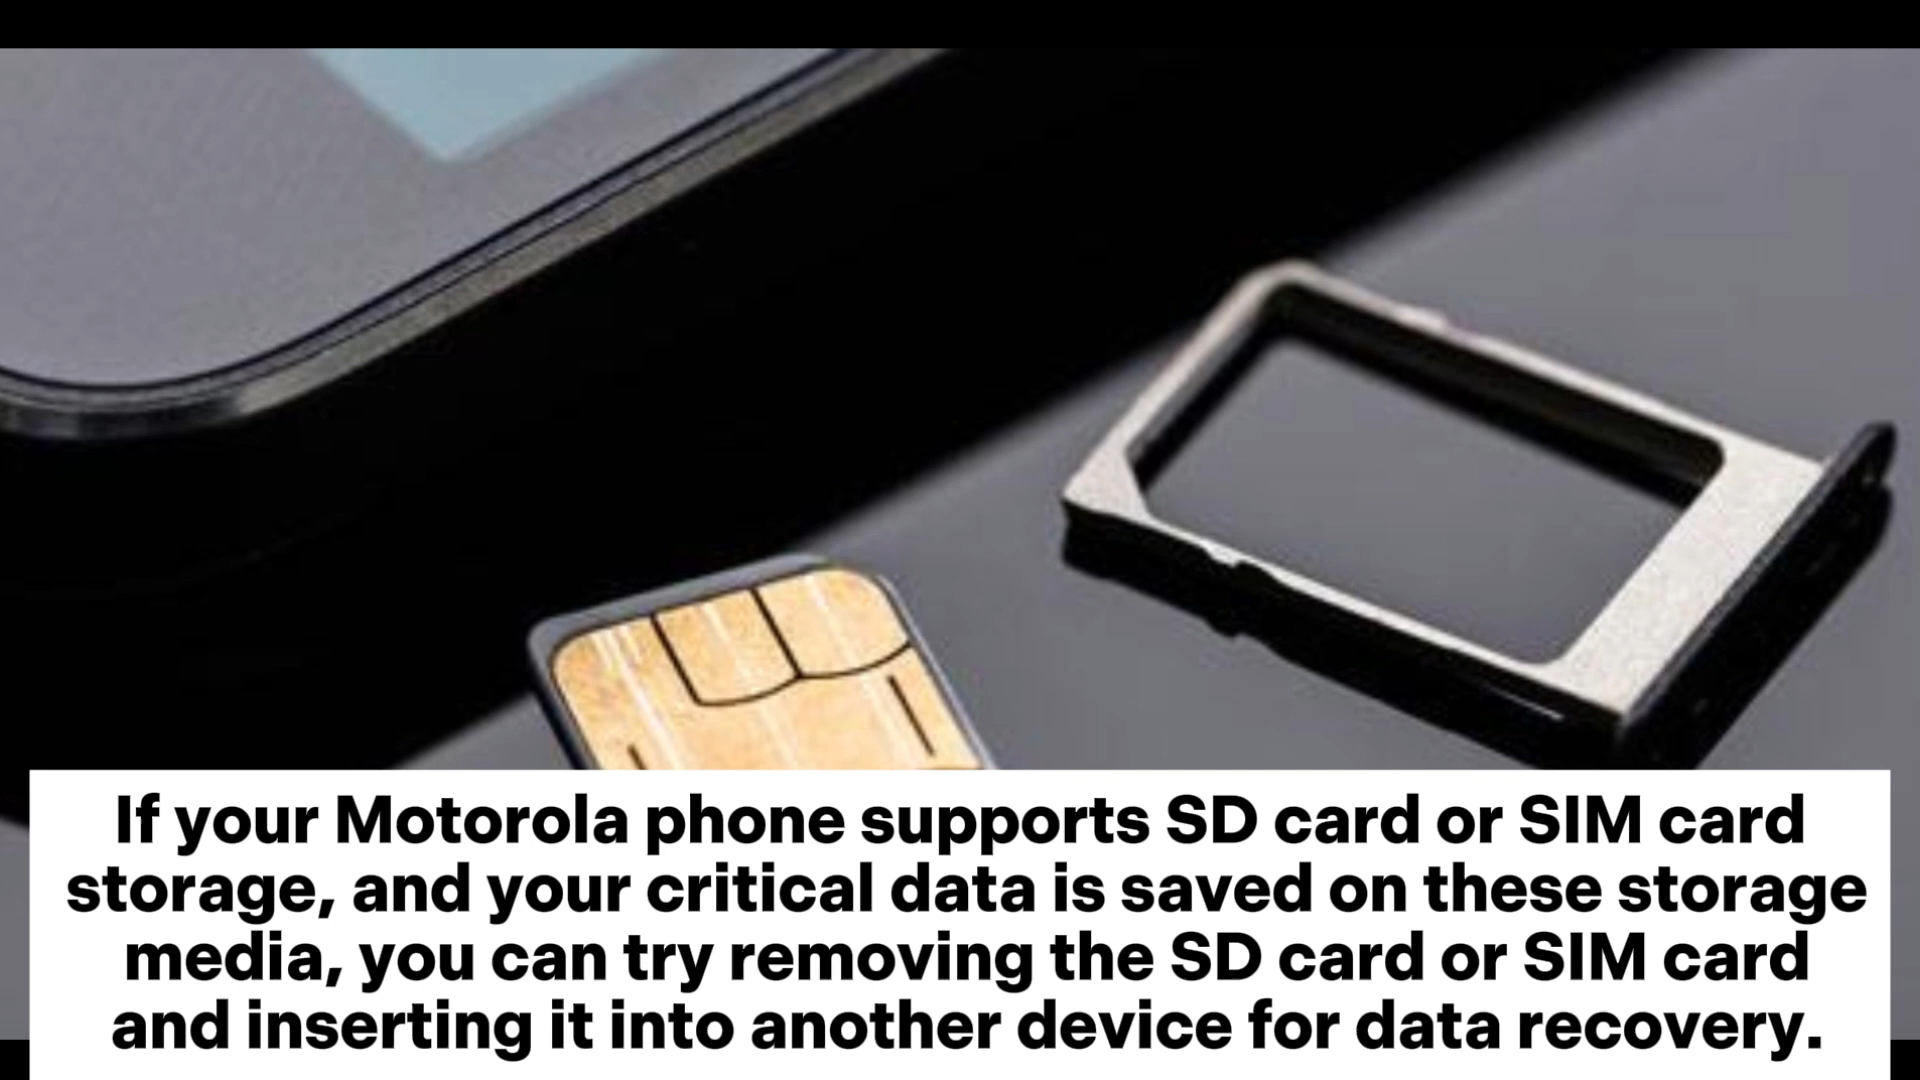 If your Motorola phone supports SD card or SIM card
storage, and your critical data is saved on these storage
media, you can try removing the SD card or SIM card
and inserting it into another device for data recovery.